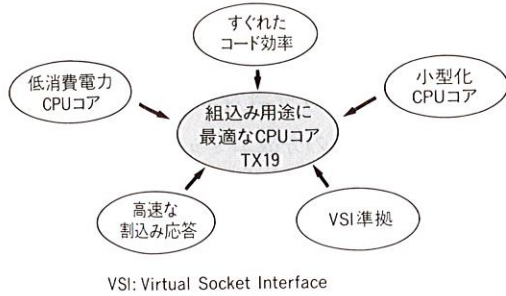 すぐれた
コード効率
低消費電力
CPUコア
小型化
CPUコア
組込み用途に
最適なCPUコア
TX19
高速な
割込み応答
VSI準拠
VSI: Virtual Socket Interface